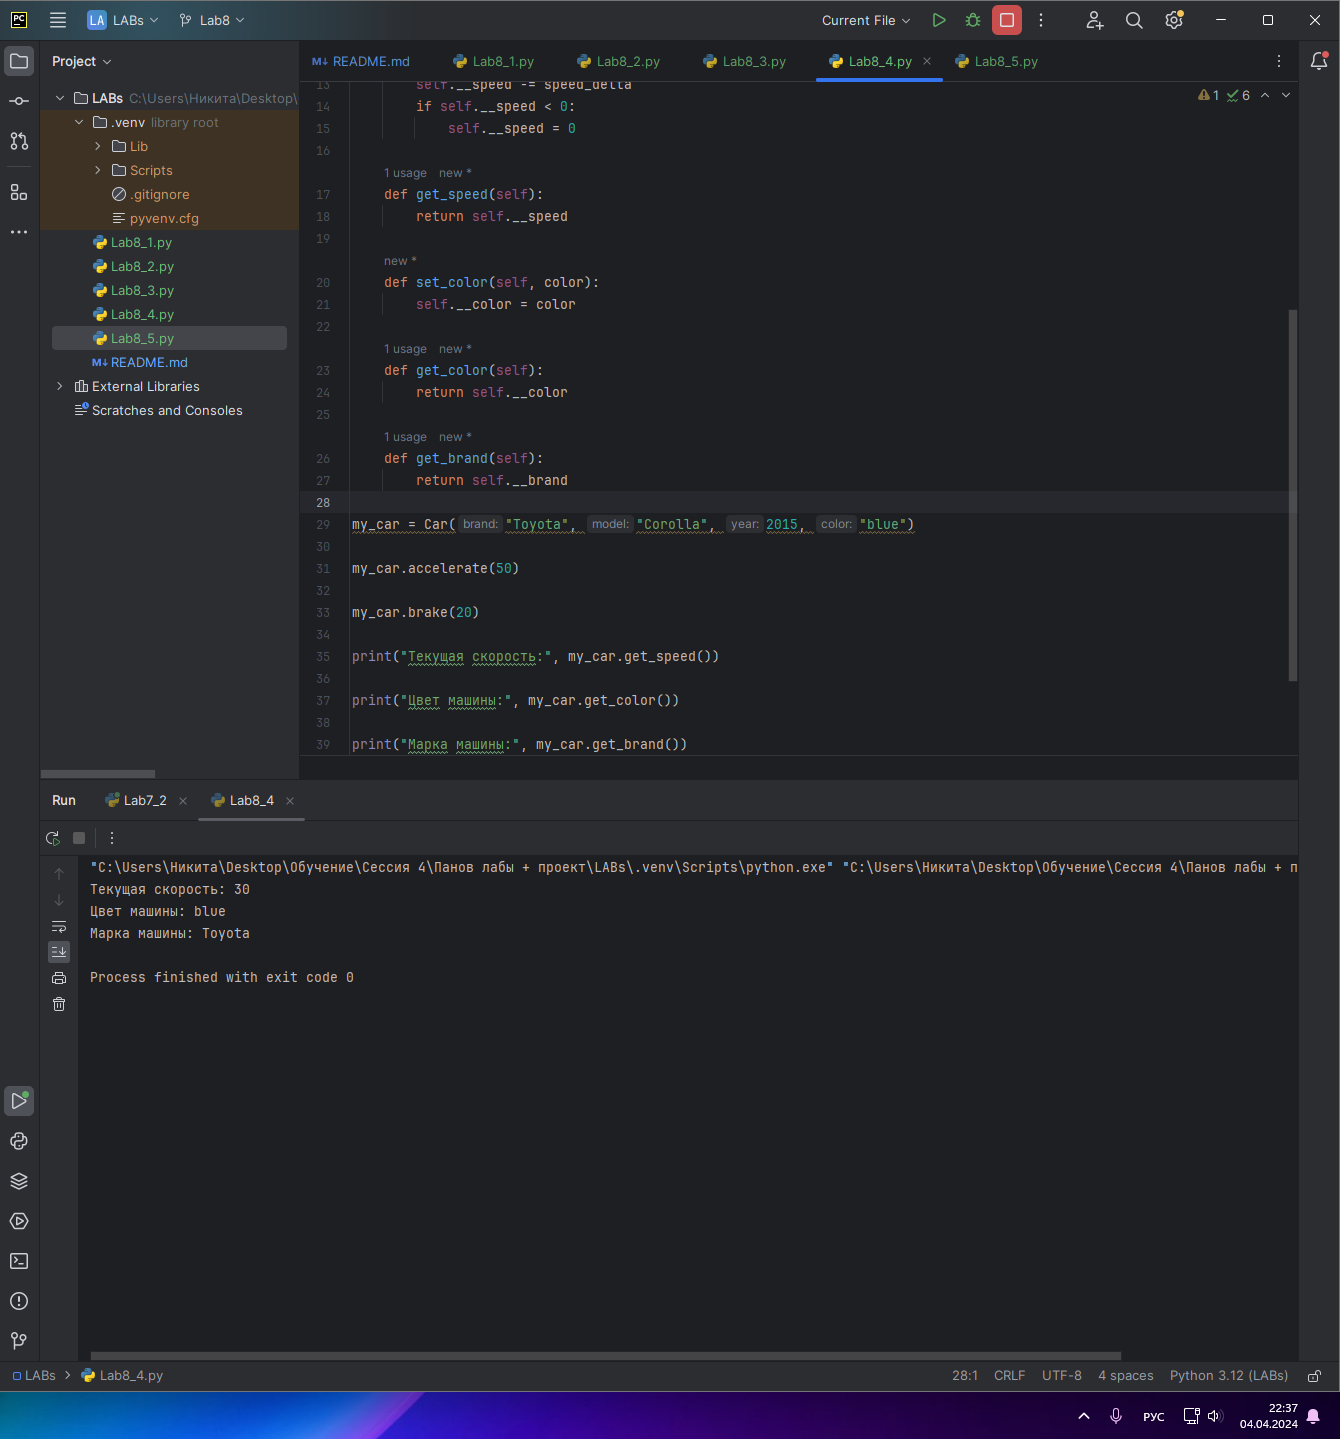 PC LA LABs Lab8 Current File
Project
LABs C:\Users\Никита\Desktop\
.venv library root
Lib
Scripts
.gitignore
pyvenv.cfg
Lab8_1.py
Lab8_2.py
Lab8_3.py
Lab8_4.py
Lab8_5.py
M↓ README.md
External Libraries
Scratches and Consoles
M↓ README.md Lab8_1.py Lab8_2.py Lab8_3.py Lab8_4.py Lab8_5.py
1 6
13 self.__speed -= speed_delta
14 if self.__speed < 0:
15 self.__speed = 0
16
1 usage new *
17 def get_speed(self):
18 return self.__speed
19
new *
20 def set_color(self, color):
21 self.__color = color
22
1 usage new *
23 def get_color(self):
24 return self.__color
25
1 usage new *
26 def get_brand(self):
27 return self.__brand
28
29 my_car = Car( brand: "Toyota", model: "Corolla", year: 2015, color: "blue")
30
31 my_car.accelerate(50)
32
33 my_car.brake(20)
34
35 print("Текущая скорость:", my_car.get_speed())
36
37 print("Цвет машины:", my_car.get_color())
38
39 print("Марка машины:", my_car.get_brand())
Run Lab7_2 Lab8_4
"C:\Users\Никита\Desktop\Обучение\Сессия 4\Панов лабы + проект\LABs\.venv\Scripts\python.exe" "C:\Users\Никита\Desktop\Обучение\Сессия 4\Панов лабы + п
Текущая скорость: 30
Цвет машины: blue
Марка машины: Toyota
Process finished with exit code 0
LABs > Lab8_4.py 28:1 CRLF UTF-8 4 spaces Python 3.12 (LABs)
РУС 22:37
04.04.2024